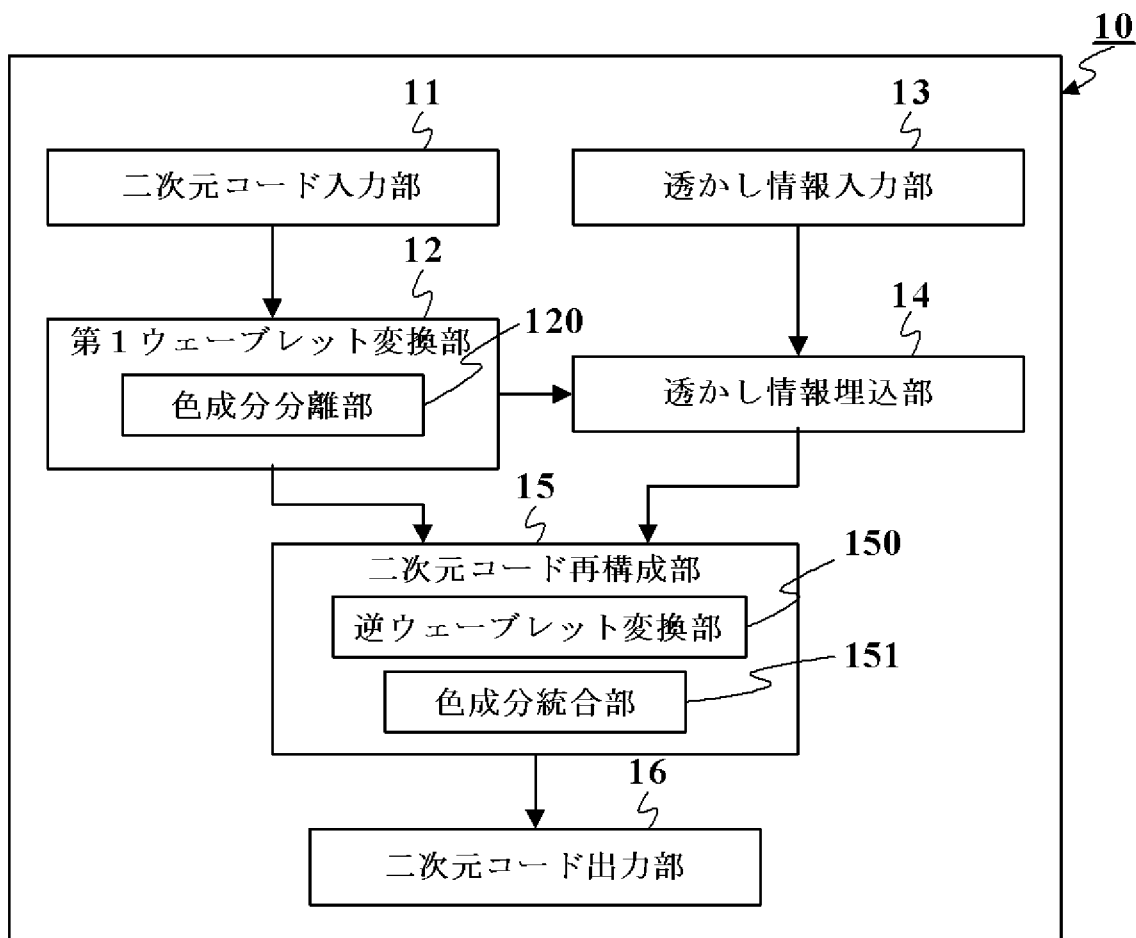 10
11
13
二次元コード入力部
透かし情報入力部
12
14
第1ウェーブレット変換部
120
色成分分離部
透かし情報埋込部
15
二次元コード再構成部
150
逆ウェーブレット変換部
151
色成分統合部
16
二次元コード出力部